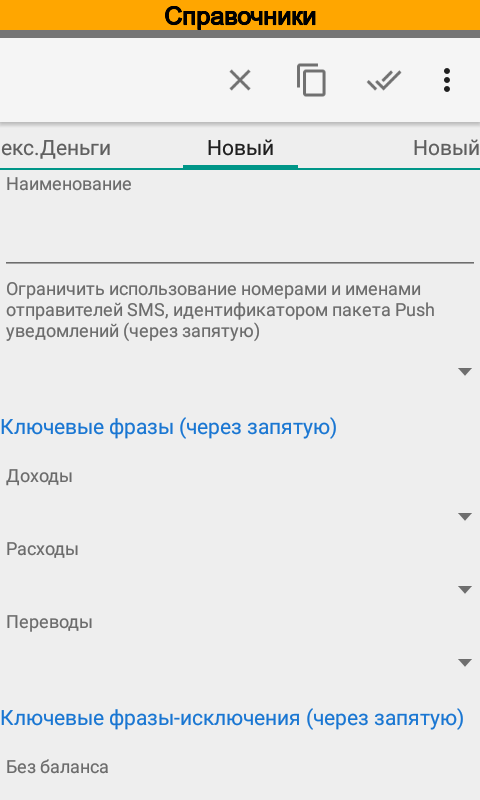 Справочники
екс.Деньги Новый Новый
Наименование
Ограничить использование номерами и именами
отправителей SMS, идентификатором пакета Push
уведомлений (через запятую)
Ключевые фразы (через запятую)
Доходы
Расходы
Переводы
Ключевые фразы-исключения (через запятую)
Без баланса